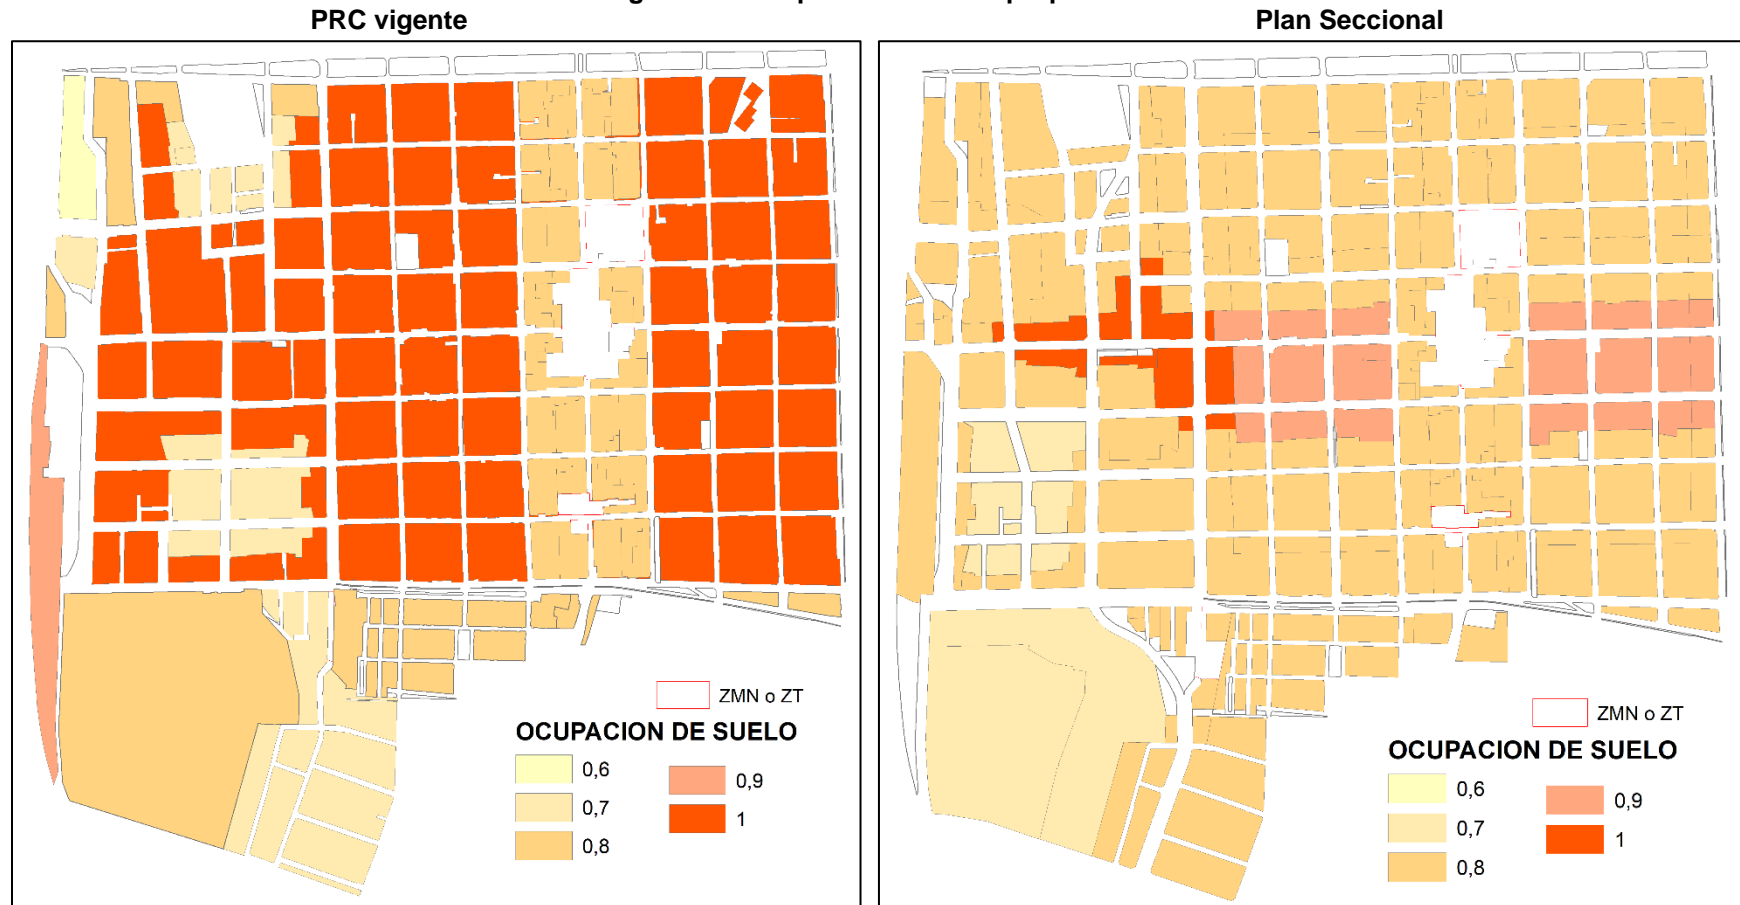 PRC vigente
Plan Seccional
ZMN o ZT
OCUPACION DE SUELO
0,6
0,9
0,7
1
0,8
ZMN o ZT
OCUPACION DE SUELO
0,6
0,9
0,7
1
0,8